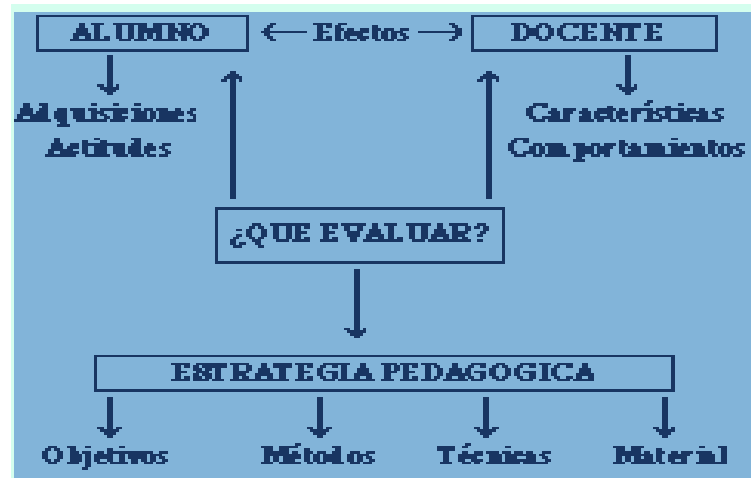 ALUMNO Efectos DOCENTE
Adquisiciones Características
Actitudes Comportamientos
¿QUE EVALUAR?
ESTRATEGIA PEDAGOGICA
Objetivos Métodos Técnicas Material